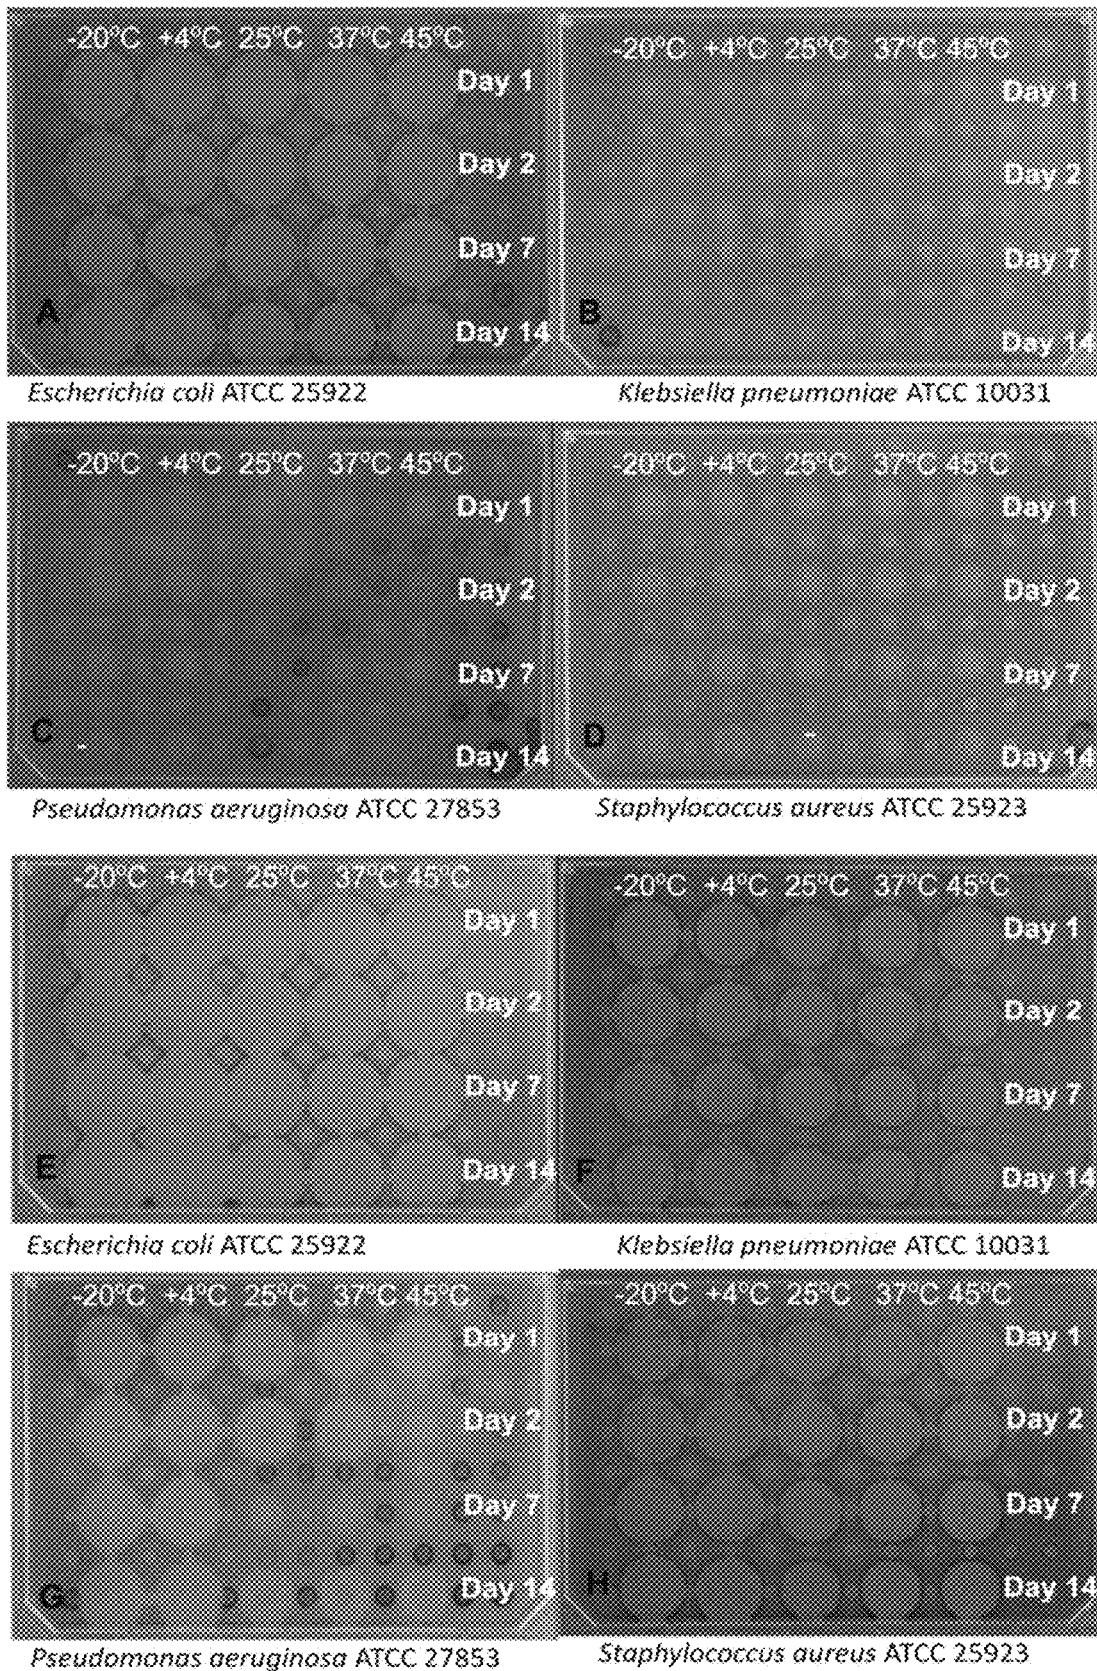 -20°C +4°C 25°C 37°C 45°C
Day 1
Day 2
Day 7
A
Day 14
Escherichia coli ATCC 25922
-20°C +4°C 25°C 37°C 45°C
Day 1
Day 2
Day 7
B
Day 14
Klebsiella pneumoniae ATCC 10031
-20°C +4°C 25°C 37°C 45°C
Day 1
Day 2
Day 7
C
Day 14
Pseudomonas aeruginosa ATCC 27853
-20°C +4°C 25°C 37°C 45°C
Day 1
Day 2
Day 7
D
Day 14
Staphylococcus aureus ATCC 25923
-20°C +4°C 25°C 37°C 45°C
Day 1
Day 2
Day 7
E
Day 14
Escherichia coli ATCC 25922
-20°C +4°C 25°C 37°C 45°C
Day 1
Day 2
Day 7
F
Day 14
Klebsiella pneumoniae ATCC 10031
-20°C +4°C 25°C 37°C 45°C
Day 1
Day 2
Day 7
G
Day 14
Pseudomonas aeruginosa ATCC 27853
-20°C +4°C 25°C 37°C 45°C
Day 1
Day 2
Day 7
H
Day 14
Staphylococcus aureus ATCC 25923